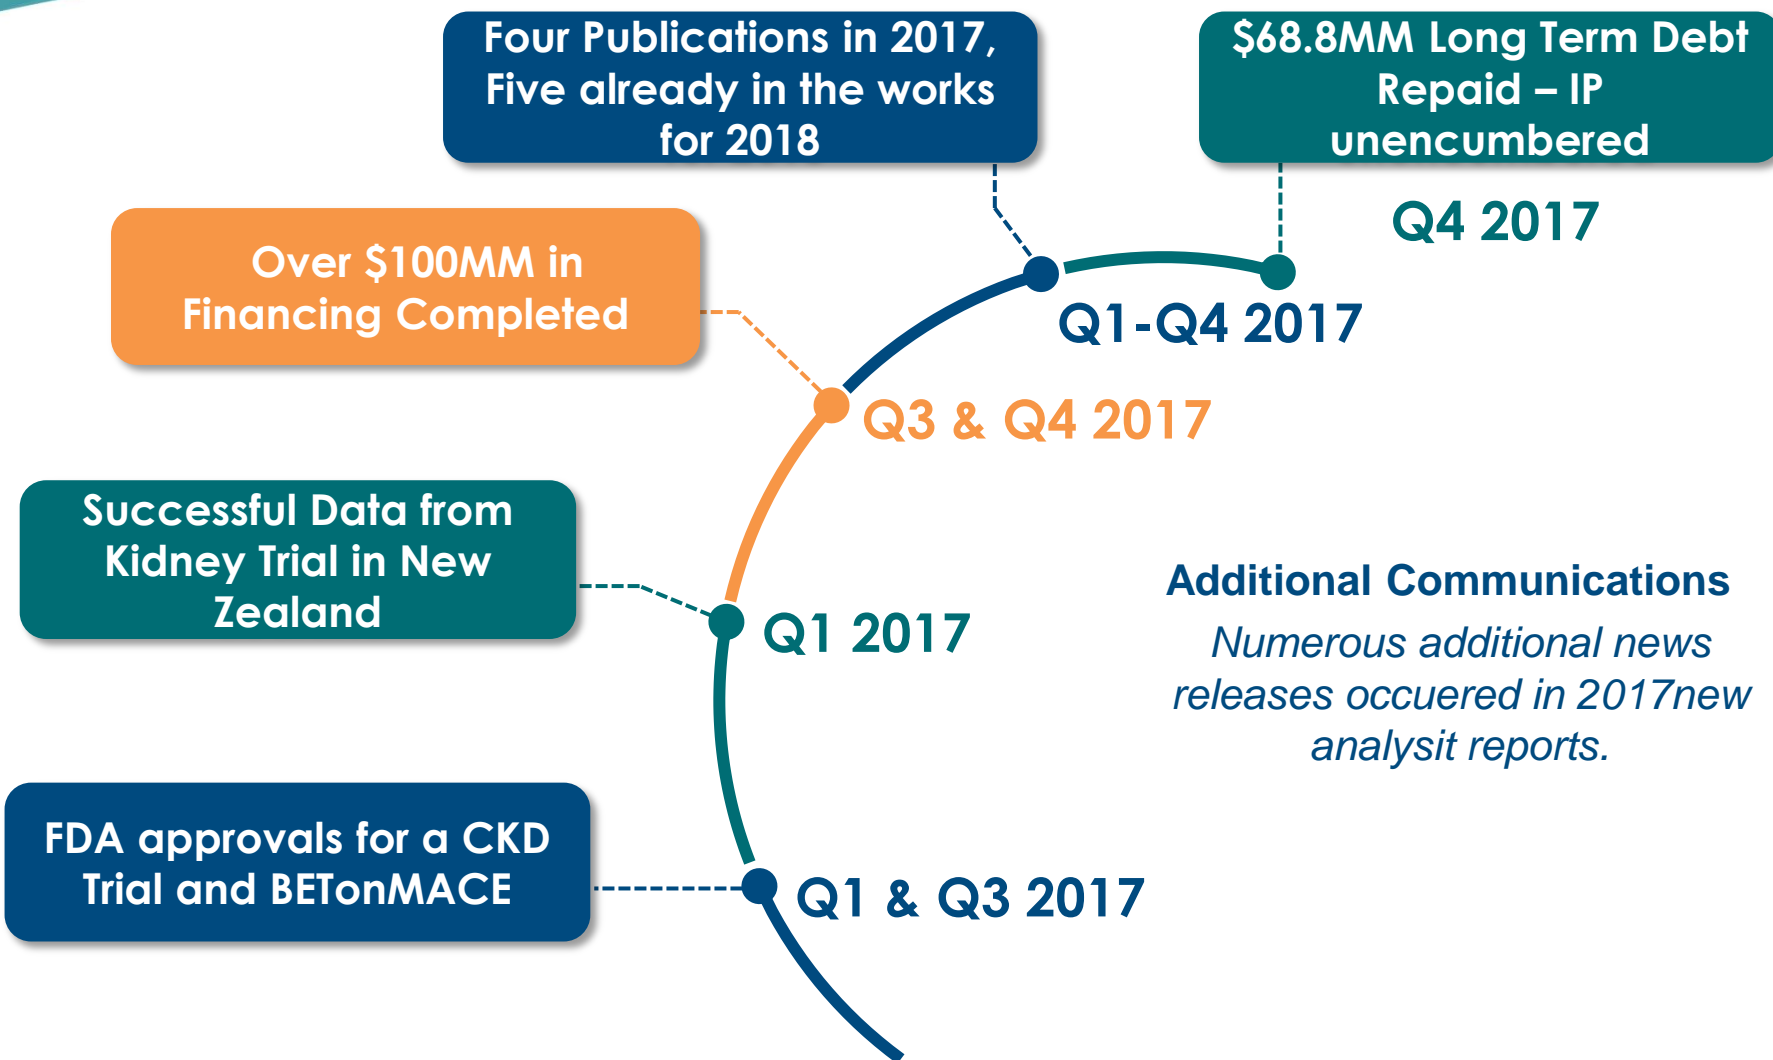 Four Publications in 2017,
Five already in the works
for 2018
$68.8MM Long Term Debt
Repaid – IP
unencumbered
Q4 2017
Over $100MM in
Financing Completed
Q1-Q4 2017
Q3 & Q4 2017
Successful Data from
Kidney Trial in New
Zealand
Q1 2017
Additional Communications
Numerous additional news
releases occuered in 2017new
analysit reports.
FDA approvals for a CKD
Trial and BETonMACE
Q1 & Q3 2017